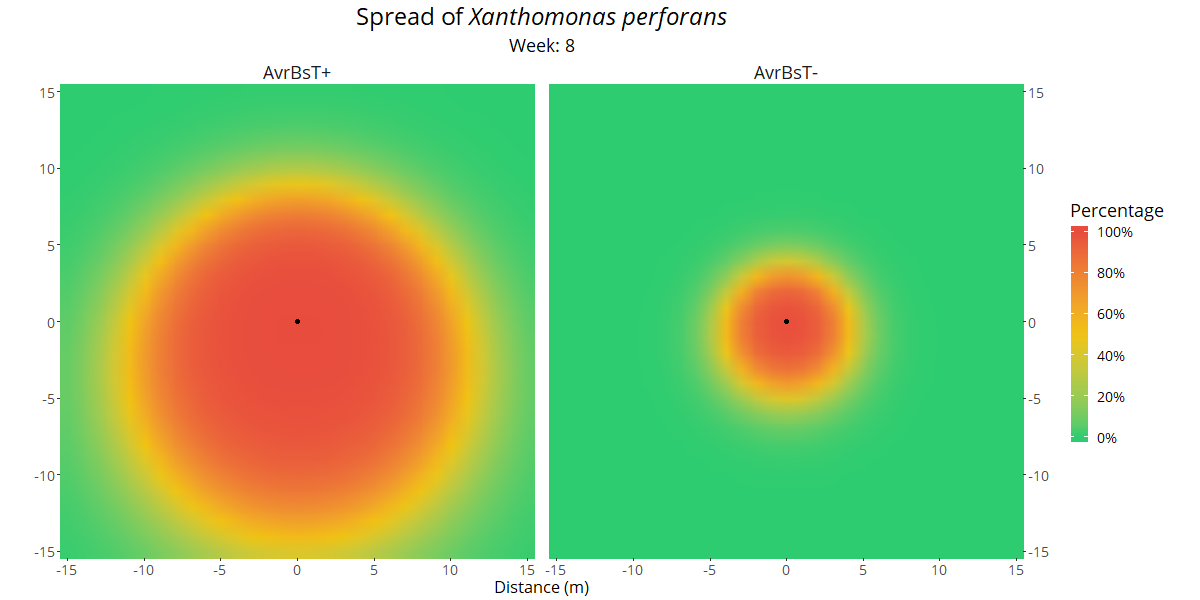 Spread of Xanthomonas perforans
Week: 8
AvrBsT+
AvrBsT-
15
10
5
0
-5
-10
-15
15
10
5
0
-5
-10
-15
-15 -10 -5 0 5 10 15
-15 -10 -5 0 5 10 15
Distance (m)
Percentage
100%
80%
60%
40%
20%
0%